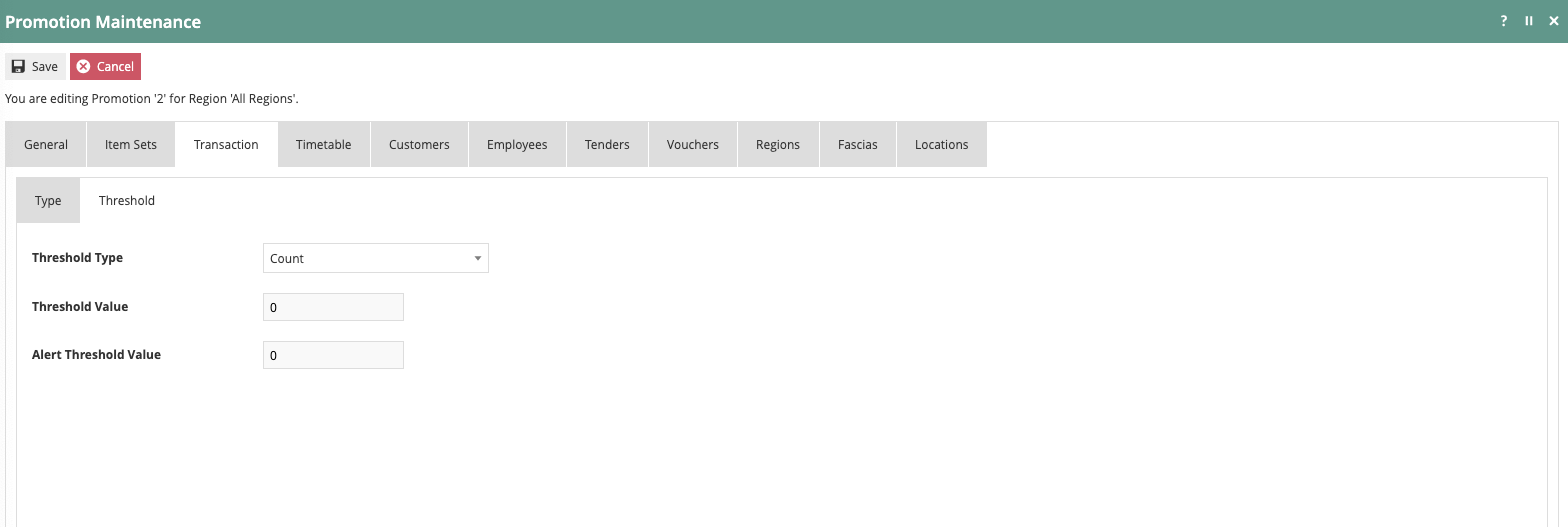 Promotion Maintenance
? II ×
Save Cancel
You are editing Promotion '2' for Region 'All Regions'.
General Item Sets Transaction Timetable Customers Employees Tenders Vouchers Regions Fascias Locations
Type Threshold
Threshold Type Count
Threshold Value 0
Alert Threshold Value 0